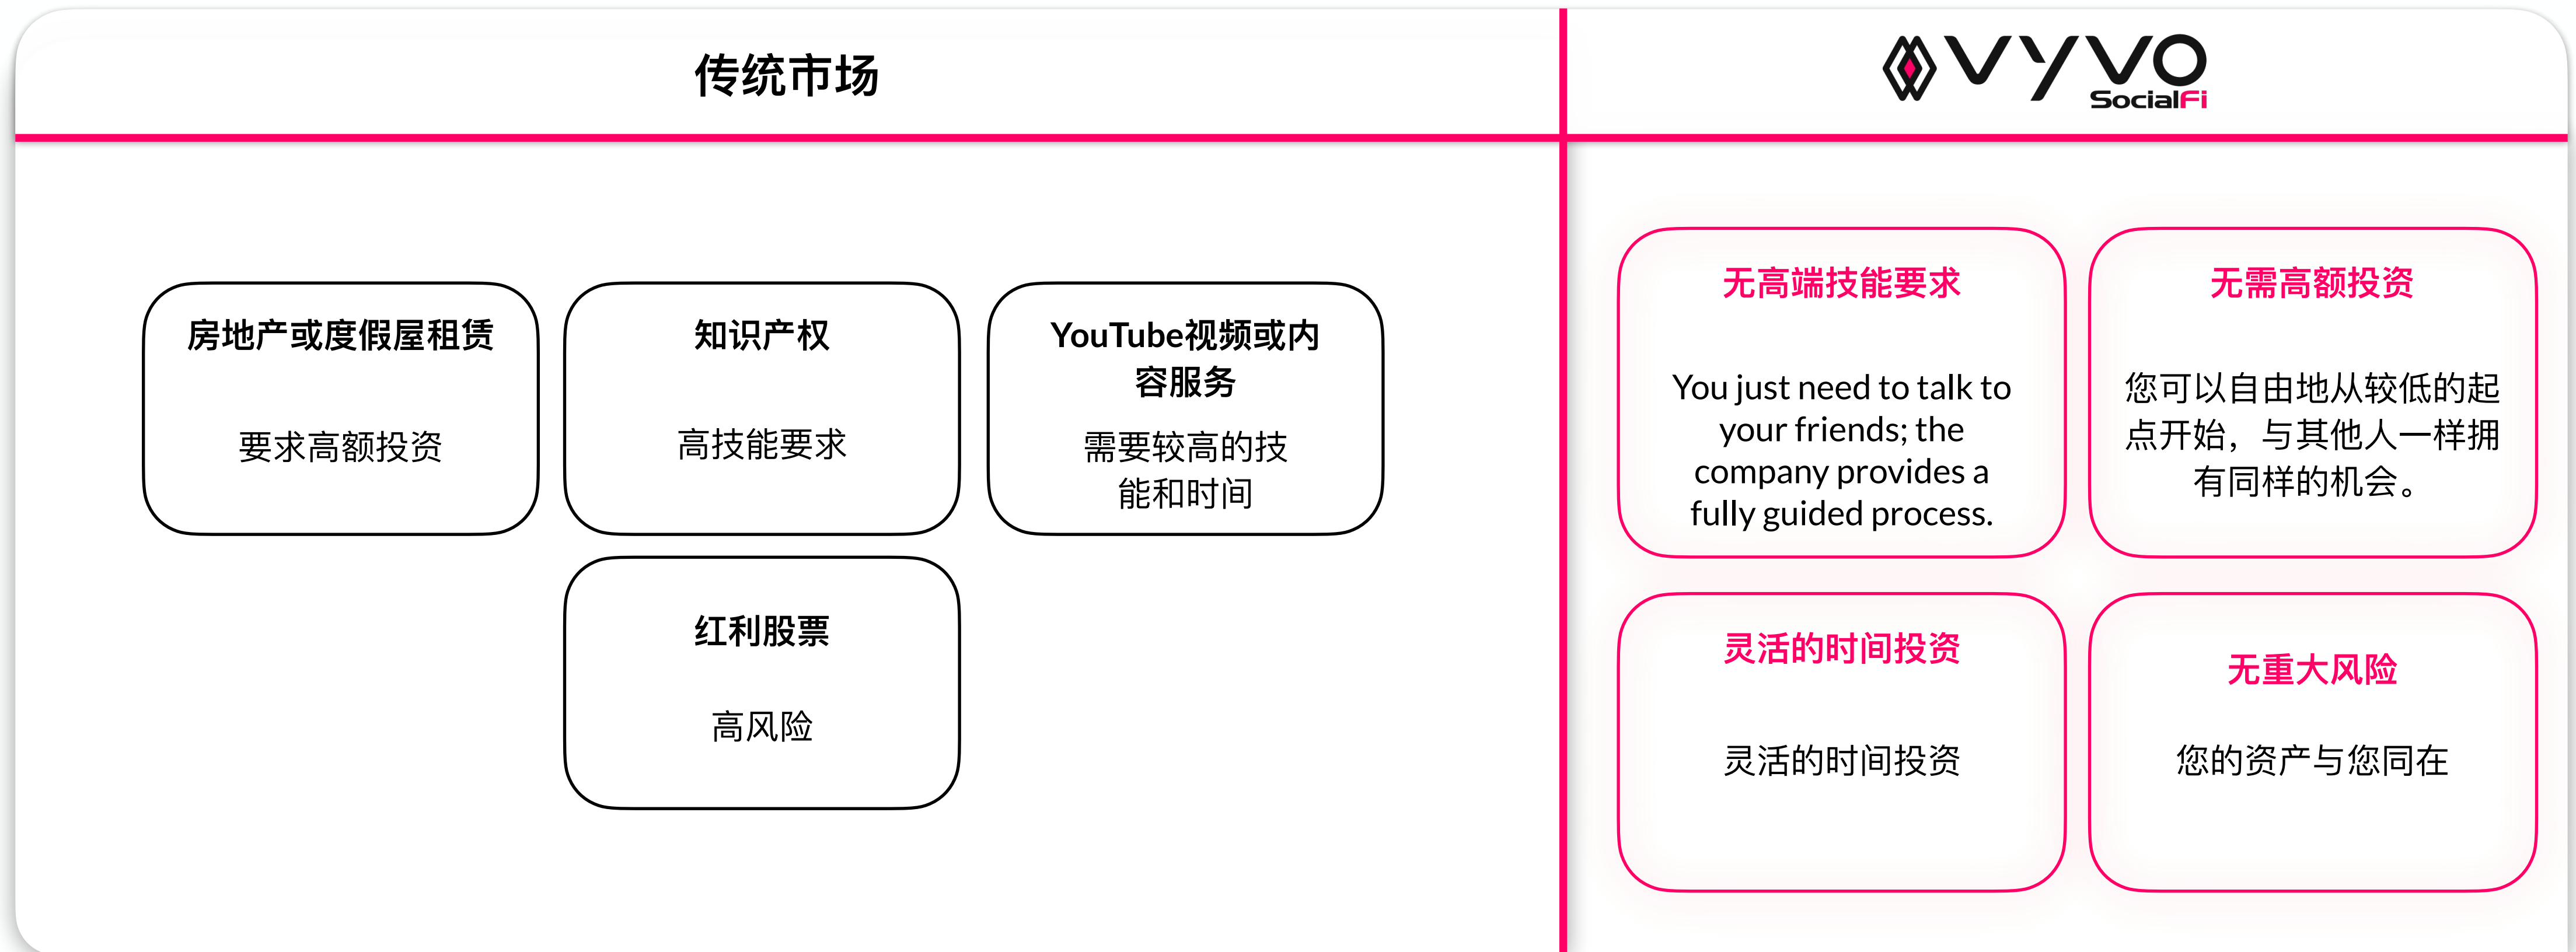 传统市场
VYVO
SocialFi
房地产或度假屋租赁
要求高额投资
知识产权
高技能要求
YouTube视频或内
容服务
需要较高的技
能和时间
红利股票
高风险
无高端技能要求
You just need to talk to
your friends; the
company provides a
fully guided process.
无需高额投资
您可以自由地从较低的起
点开始，与其他人一样拥
有同样的机会。
灵活的时间投资
灵活的时间投资
无重大风险
您的资产与您同在